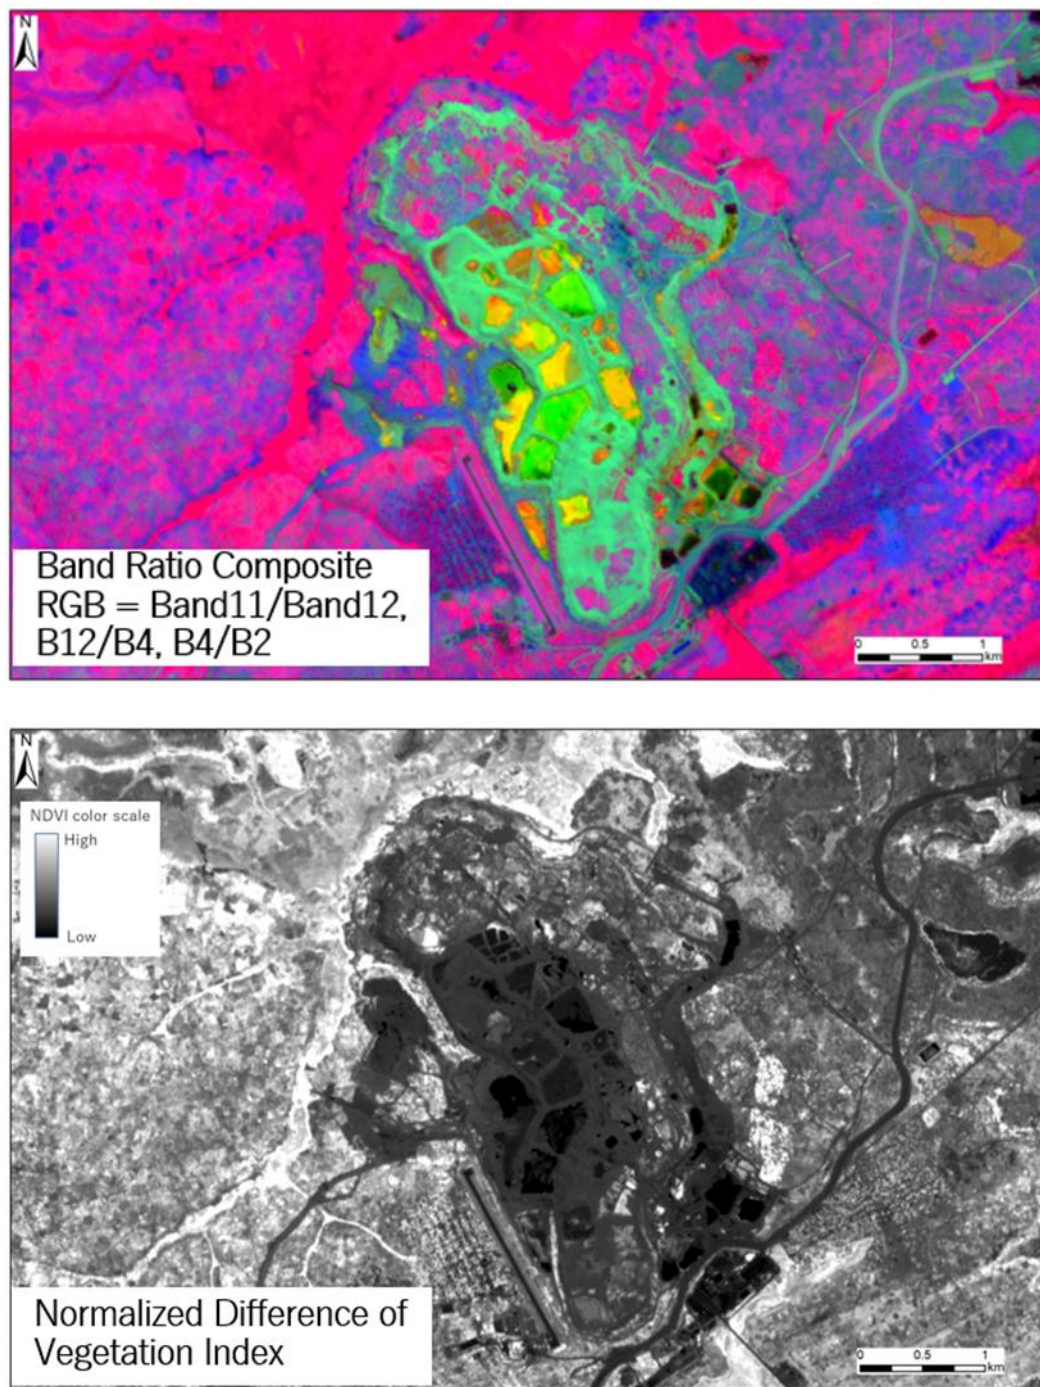 N
Band Ratio Composite
RGB = Band11/Band12,
B12/B4, B4/B2
0 0.5 1
km
N
NDVI color scale
High
Low
Normalized Difference of
Vegetation Index
0 0.5 1
km